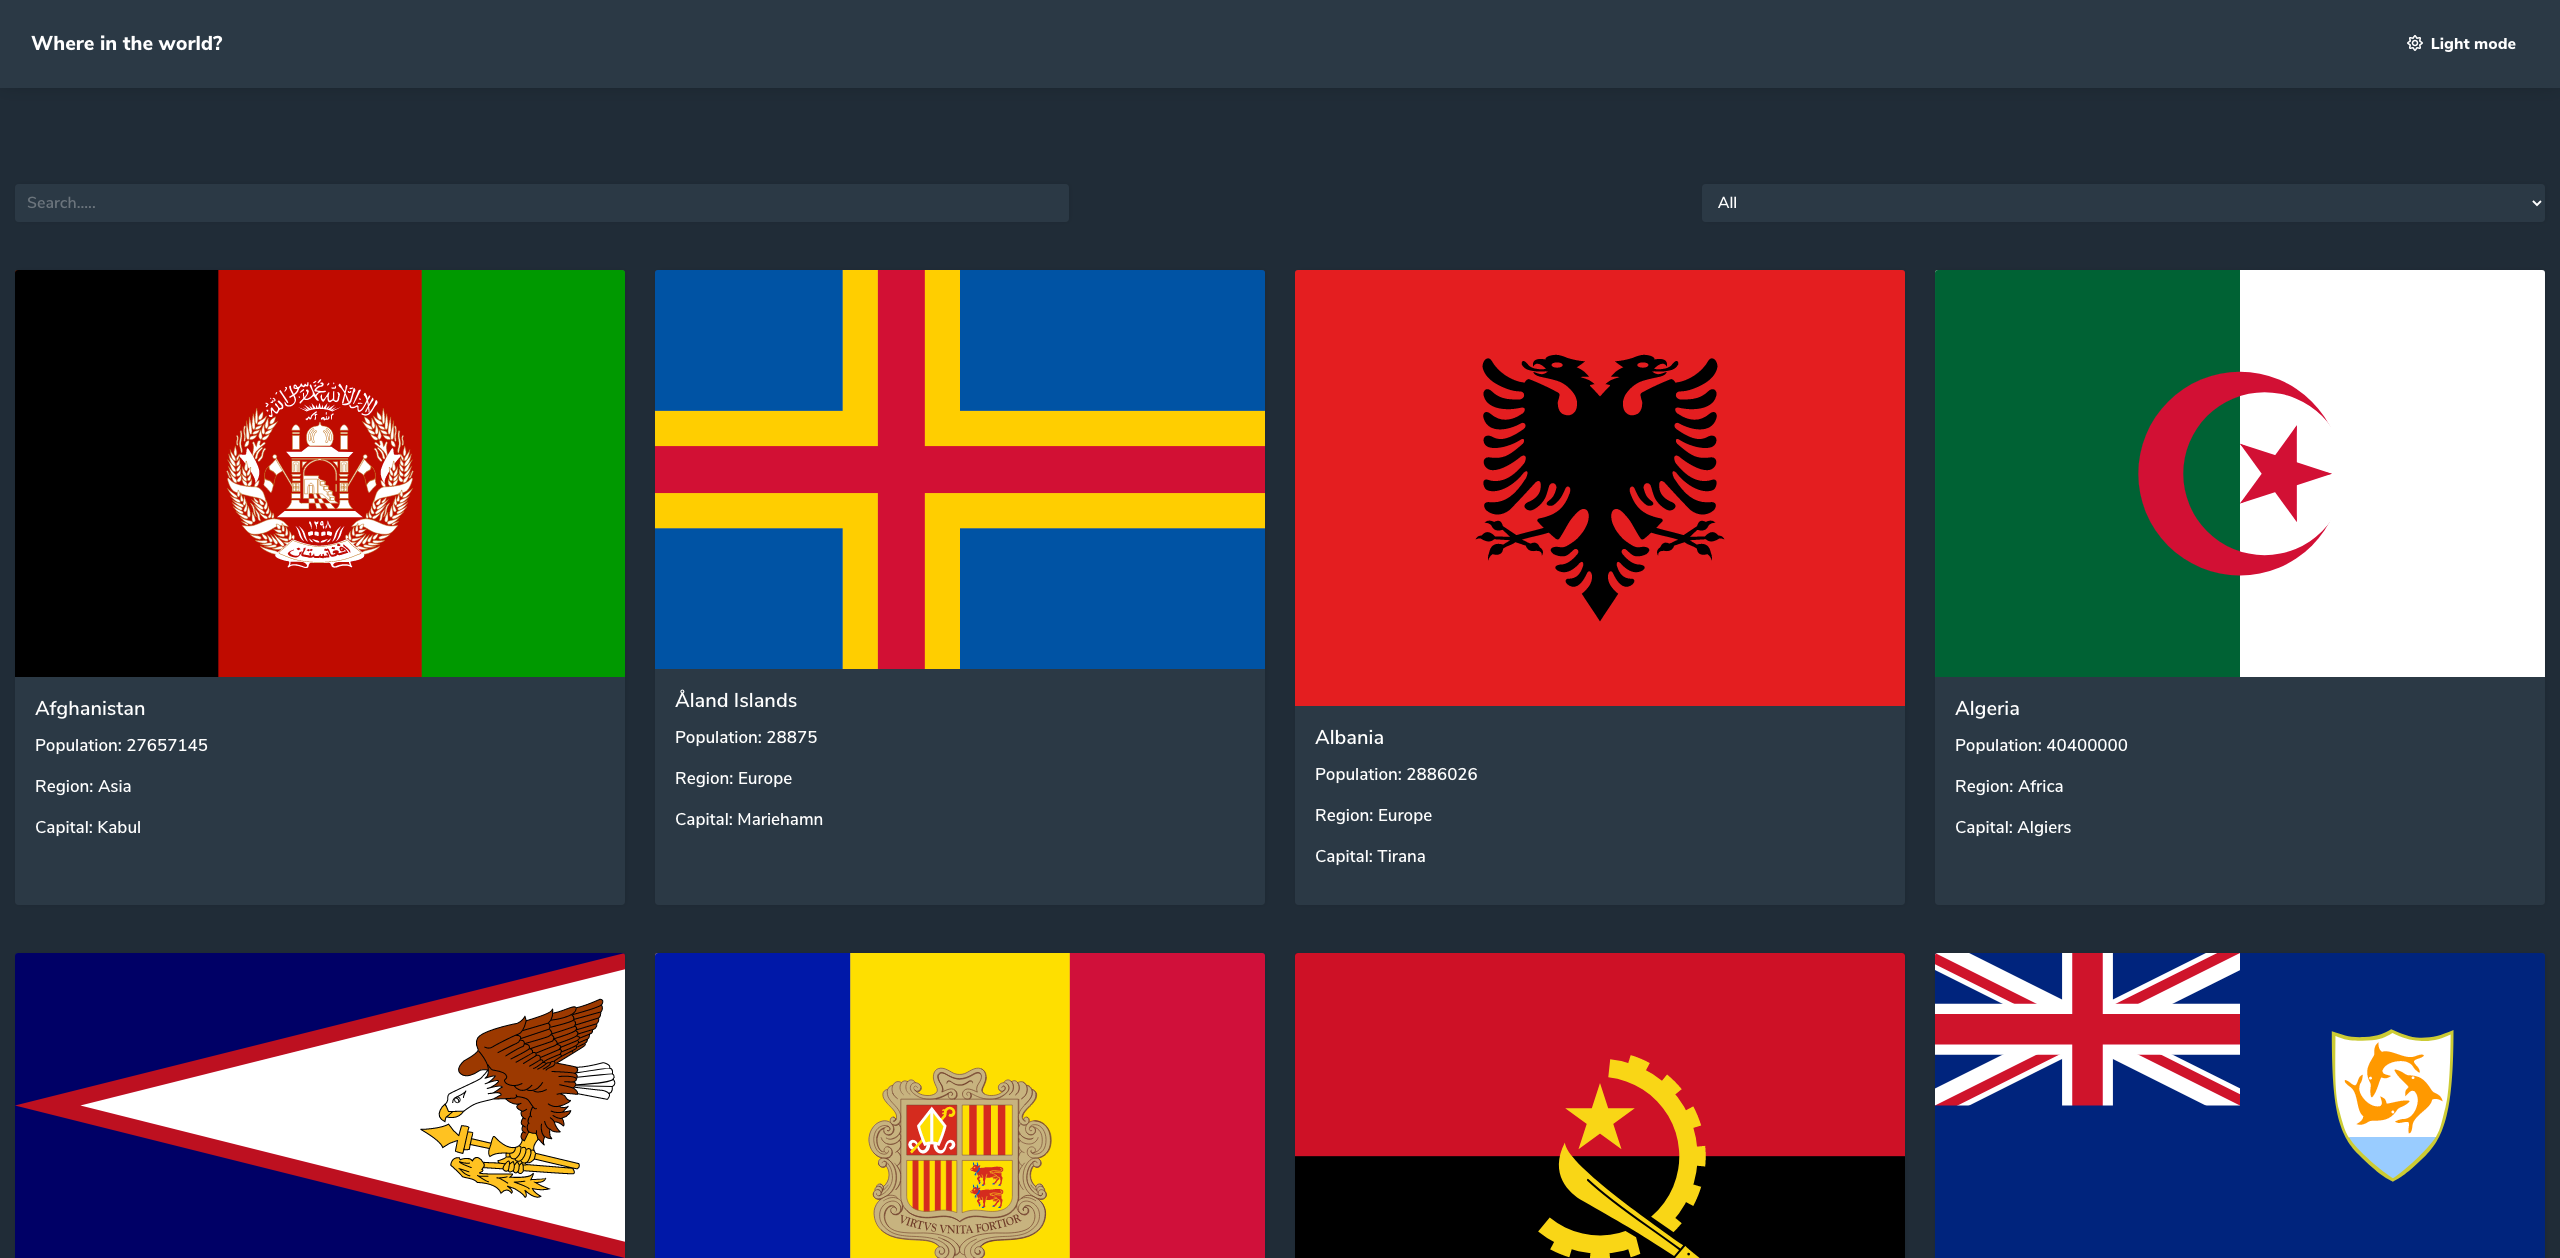 Where in the world?
Light mode
Search.....
All
افغانستان
١٢٩٨
Afghanistan
Population: 27657145
Region: Asia
Capital: Kabul
Åland Islands
Population: 28875
Region: Europe
Capital: Mariehamn
Albania
Population: 2886026
Region: Europe
Capital: Tirana
Algeria
Population: 40400000
Region: Africa
Capital: Algiers
VIRTVS VNITA FORTIOR